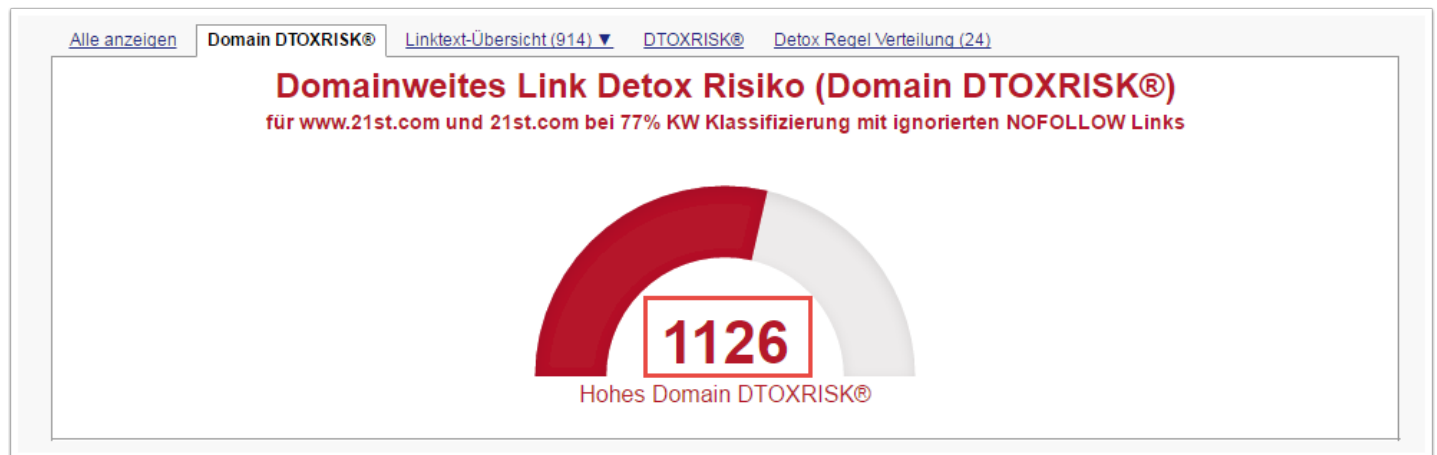 Alle anzeigen Domain DTOXRISK® Linktext-Übersicht (914) ▼ DTOXRISK® Detox Regel Verteilung (24)
Domainweites Link Detox Risiko (Domain DTOXRISK®)
für www.21st.com und 21st.com bei 77% KW Klassifizierung mit ignorierten NOFOLLOW Links
1126
Hohes Domain DTOXRISK®